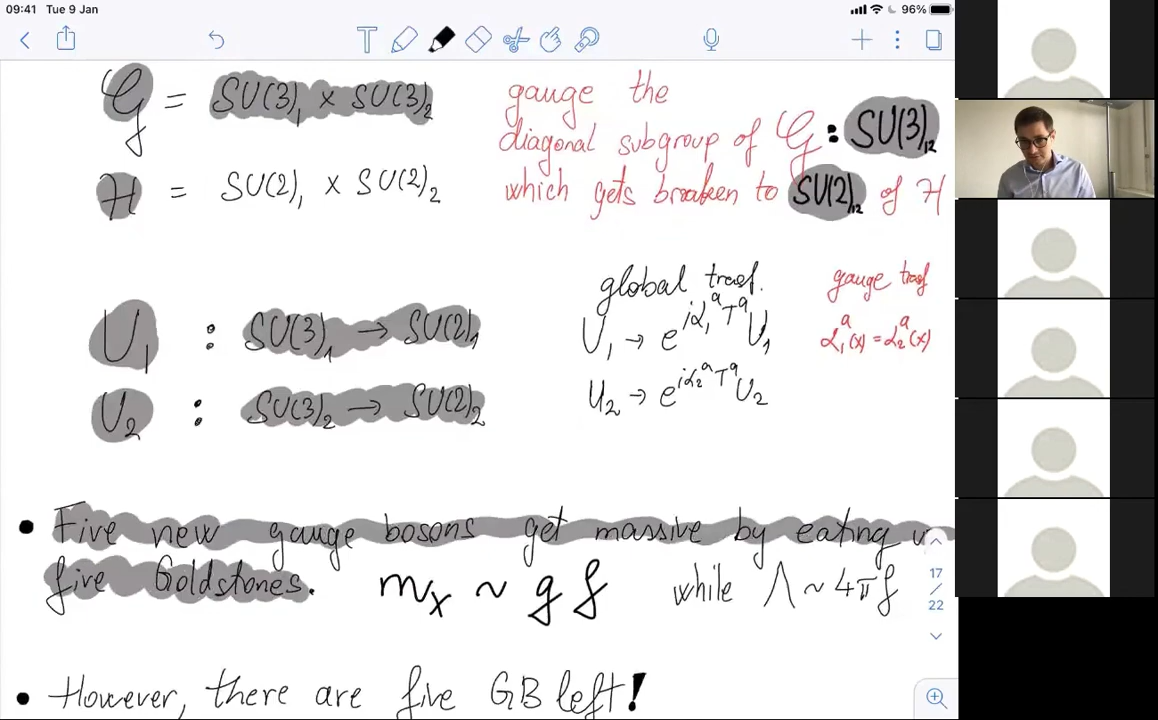 09:41 Tue 9 Jan
96%
G = SU(3)₁ × SU(3)₂
gauge the
diagonal subgroup of G : SU(3)₁₂
H = SU(2)₁ × SU(2)₂
which gets broken to SU(2)₁₂ of H
global trasf.
gauge trasf
U₁ : SU(3)₁ → SU(2)₁
U₁ → e^{iα₁ᵃTᵃ} U₁
α₁ᵃ(x) = α₂ᵃ(x)
U₂ : SU(3)₂ → SU(2)₂
U₂ → e^{iα₂ᵃTᵃ} U₂
• Five new gauge bosons get massive by eating
five Goldstones. mₓ ~ g f while Λ ~ 4πf
17
/
22
• However, there are five GB left!